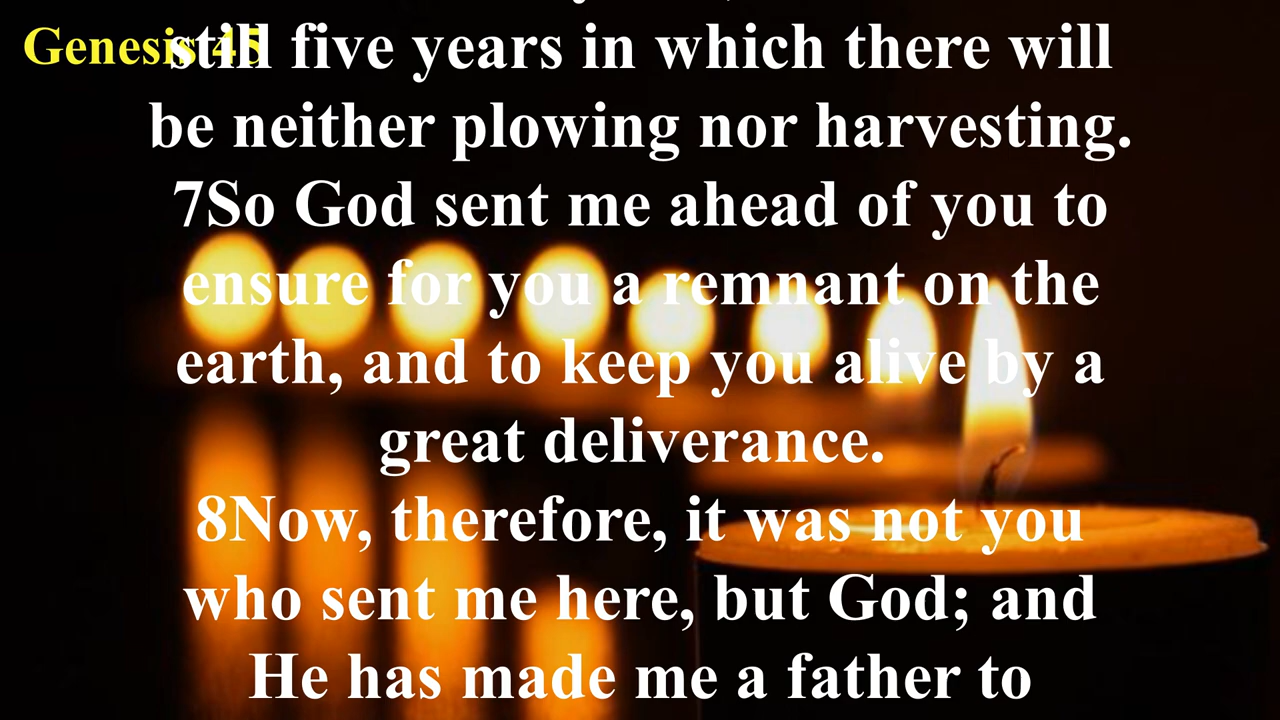 Genesis 45
still five years in which there will
be neither plowing nor harvesting.
7So God sent me ahead of you to
ensure for you a remnant on the
earth, and to keep you alive by a
great deliverance.
8Now, therefore, it was not you
who sent me here, but God; and
He has made me a father to